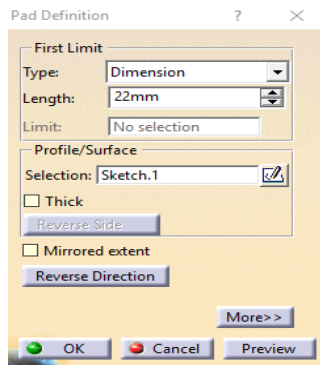 Pad Definition ? ×
First Limit
Type: Dimension
Length: 22mm
Limit: No selection
Profile/Surface
Selection: Sketch.1
Thick
Reverse Side
Mirrored extent
Reverse Direction
More>>
OK Cancel Preview